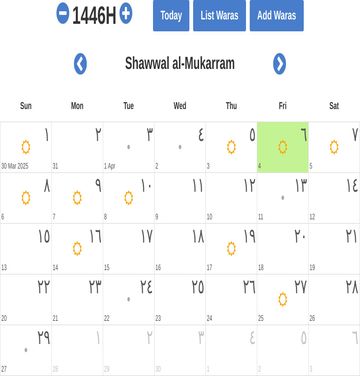 1446H
Today List Waras Add Waras
Shawwal al-Mukarram
Sun Mon Tue Wed Thu Fri Sat
١ ٢ ٣ ٤ ٥ ٦ ٧
30 Mar 2025 31 1 Apr 2 3 4 5
٨ ٩ ١٠ ١١ ١٢ ١٣ ١٤
6 7 8 9 10 11 12
١٥ ١٦ ١٧ ١٨ ١٩ ٢٠ ٢١
13 14 15 16 17 18 19
٢٢ ٢٣ ٢٤ ٢٥ ٢٦ ٢٧ ٢٨
20 21 22 23 24 25 26
٢٩ ١ ٢ ٣ ٤ ٥ ٦
27 28 29 30 1 2 3